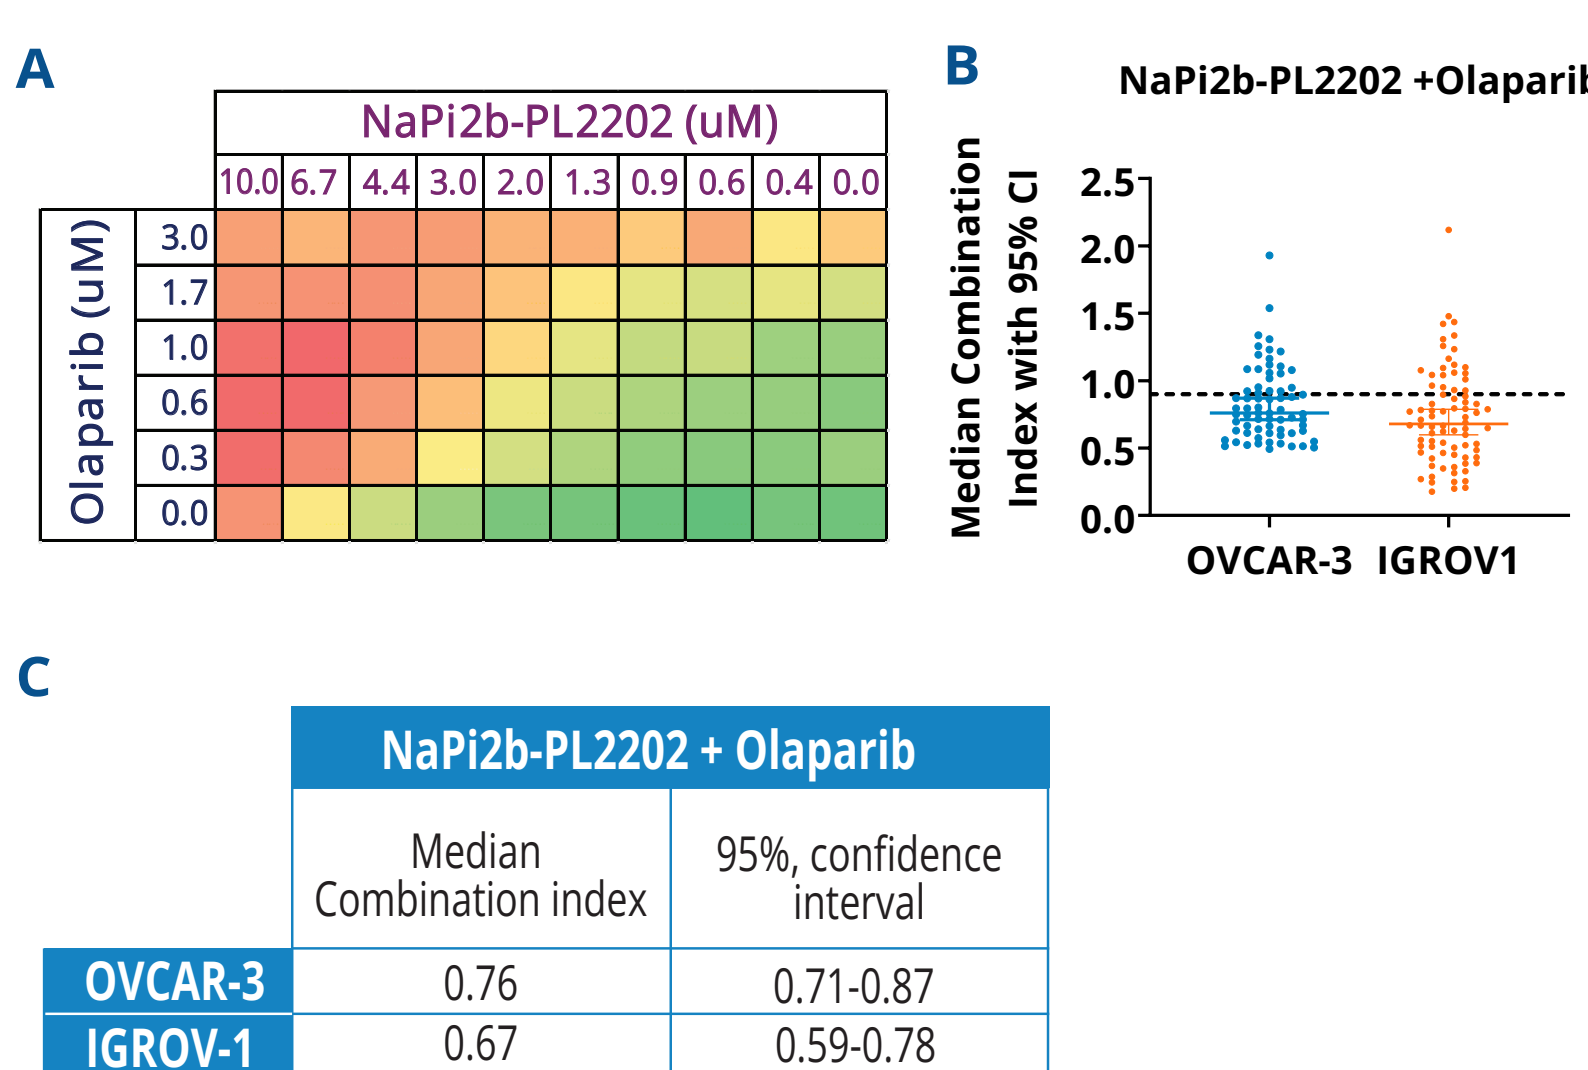 A
NaPi2b-PL2202 (uM)
10.0 6.7 4.4 3.0 2.0 1.3 0.9 0.6 0.4 0.0
Olaparib (uM)
3.0
1.7
1.0
0.6
0.3
0.0
B
NaPi2b-PL2202 +Olaparib
Median Combination
Index with 95% CI
2.5
2.0
1.5
1.0
0.5
0.0
OVCAR-3 IGROV1
C
NaPi2b-PL2202 + Olaparib
Median
Combination index
95%, confidence
interval
OVCAR-3 0.76 0.71-0.87
IGROV-1 0.67 0.59-0.78